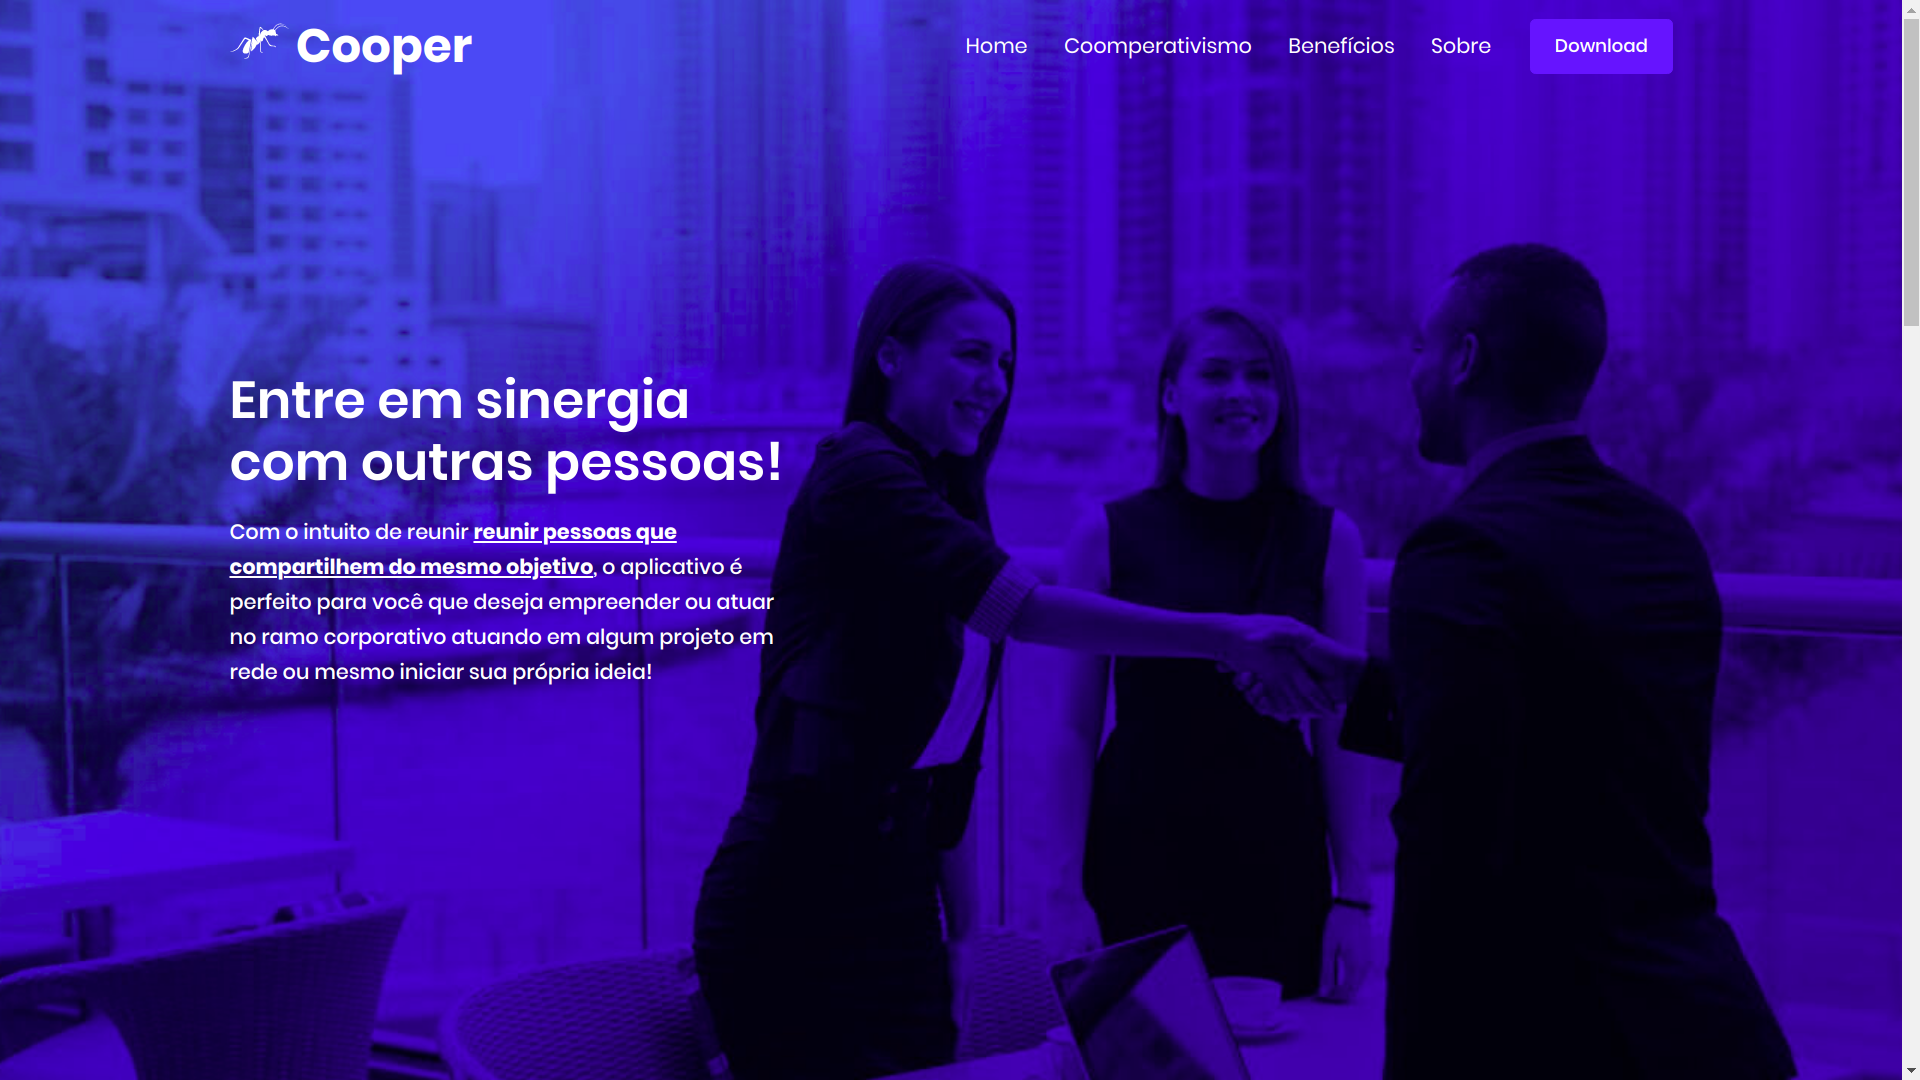 Cooper
Home Coomperativismo Benefícios Sobre Download
Entre em sinergia
com outras pessoas!
Com o intuito de reunir reunir pessoas que
compartilhem do mesmo objetivo, o aplicativo é
perfeito para você que deseja empreender ou atuar
no ramo corporativo atuando em algum projeto em
rede ou mesmo iniciar sua própria ideia!